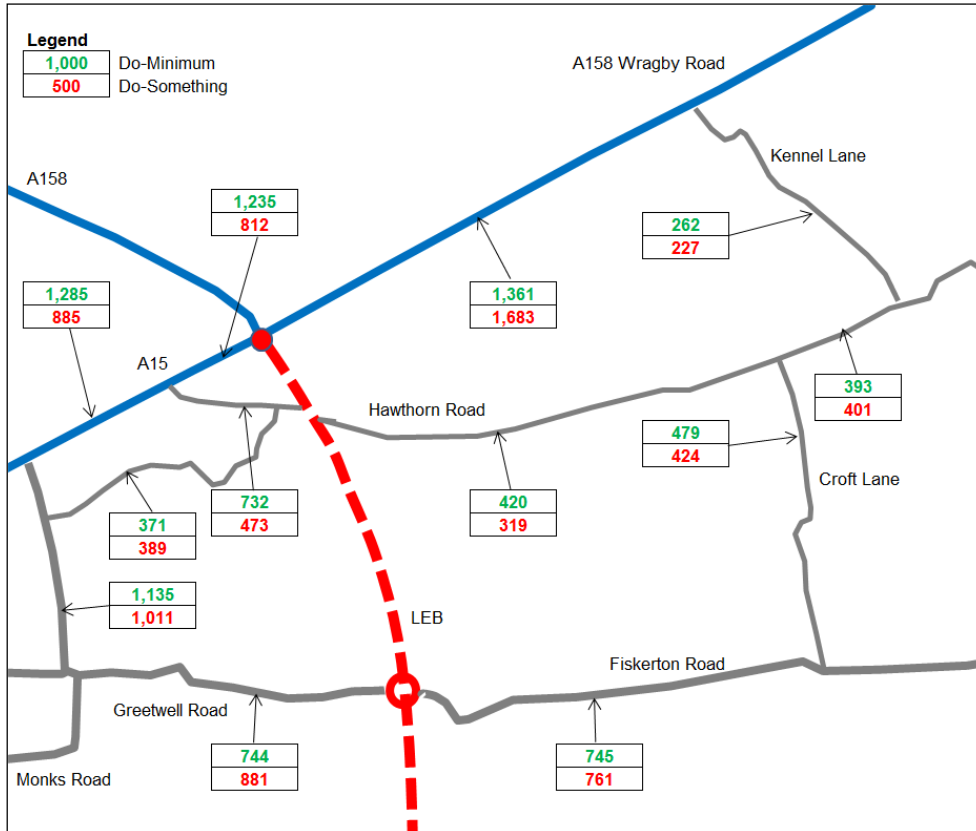 Legend
1,000 Do-Minimum
500 Do-Something
A158 Wragby Road
Kennel Lane
A158
1,235
812
262
227
1,285
885
1,361
1,683
A15
Hawthorn Road
393
401
479
424
Croft Lane
732
473
420
319
371
389
1,135
1,011
LEB
Fiskerton Road
Greetwell Road
744
881
745
761
Monks Road